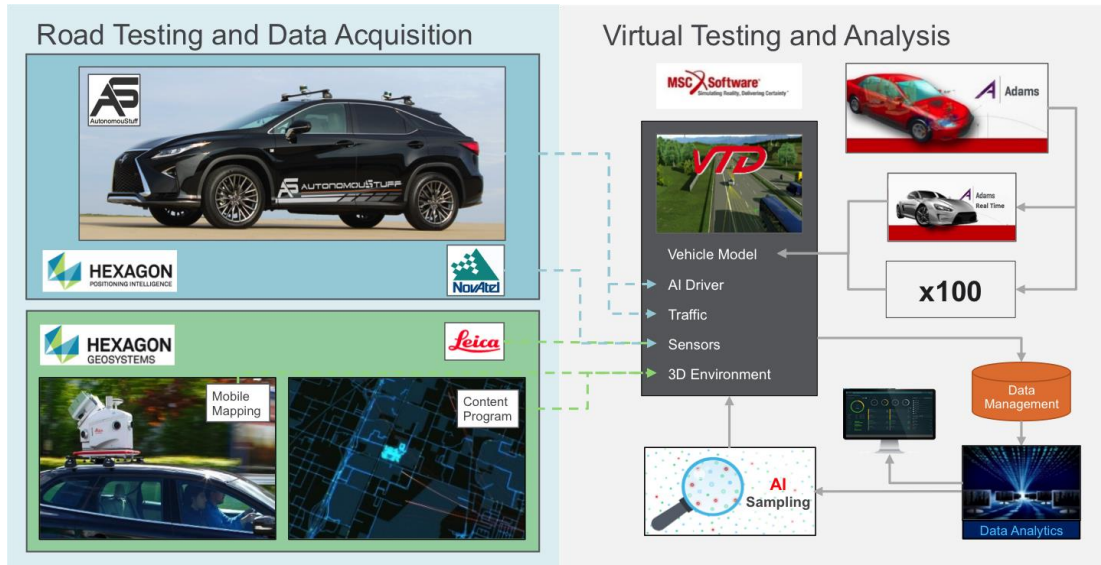 Road Testing and Data Acquisition
AS
AutonomouStuff
AS AUTONOMOUSTUFF
HEXAGON
POSITIONING INTELLIGENCE
NovAtel
HEXAGON
GEOSYSTEMS
Leica
Mobile
Mapping
Content
Program
Virtual Testing and Analysis
MSC Software
Simulating Reality, Delivering Certainty
Adams
VTD
Adams
Real Time
Vehicle Model
AI Driver
x100
Traffic
Sensors
3D Environment
Data
Management
AI
Sampling
Data Analytics